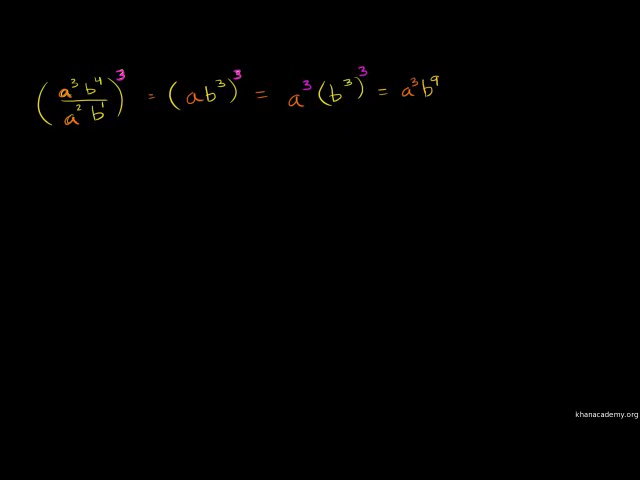 (a³b⁴/a²b¹)³ = (ab³)³ = a³(b³)³ = a³b⁹
khanacademy.org